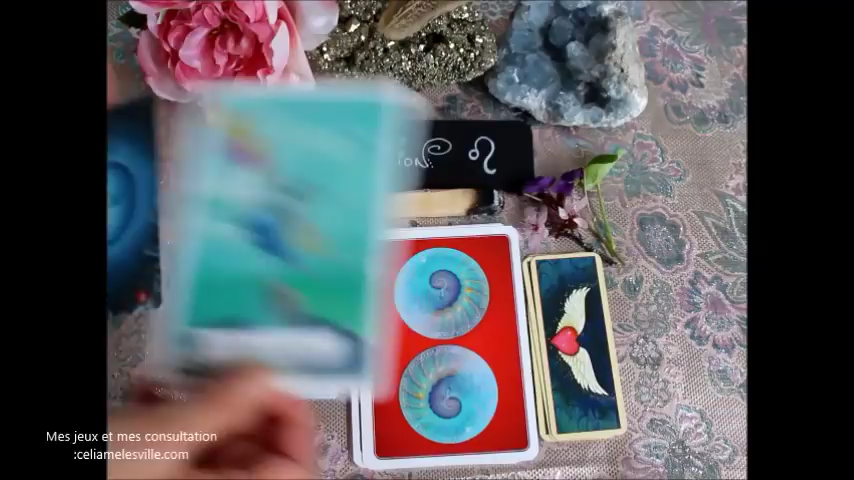 Mes jeux et mes consultation
:celiamelesville.com